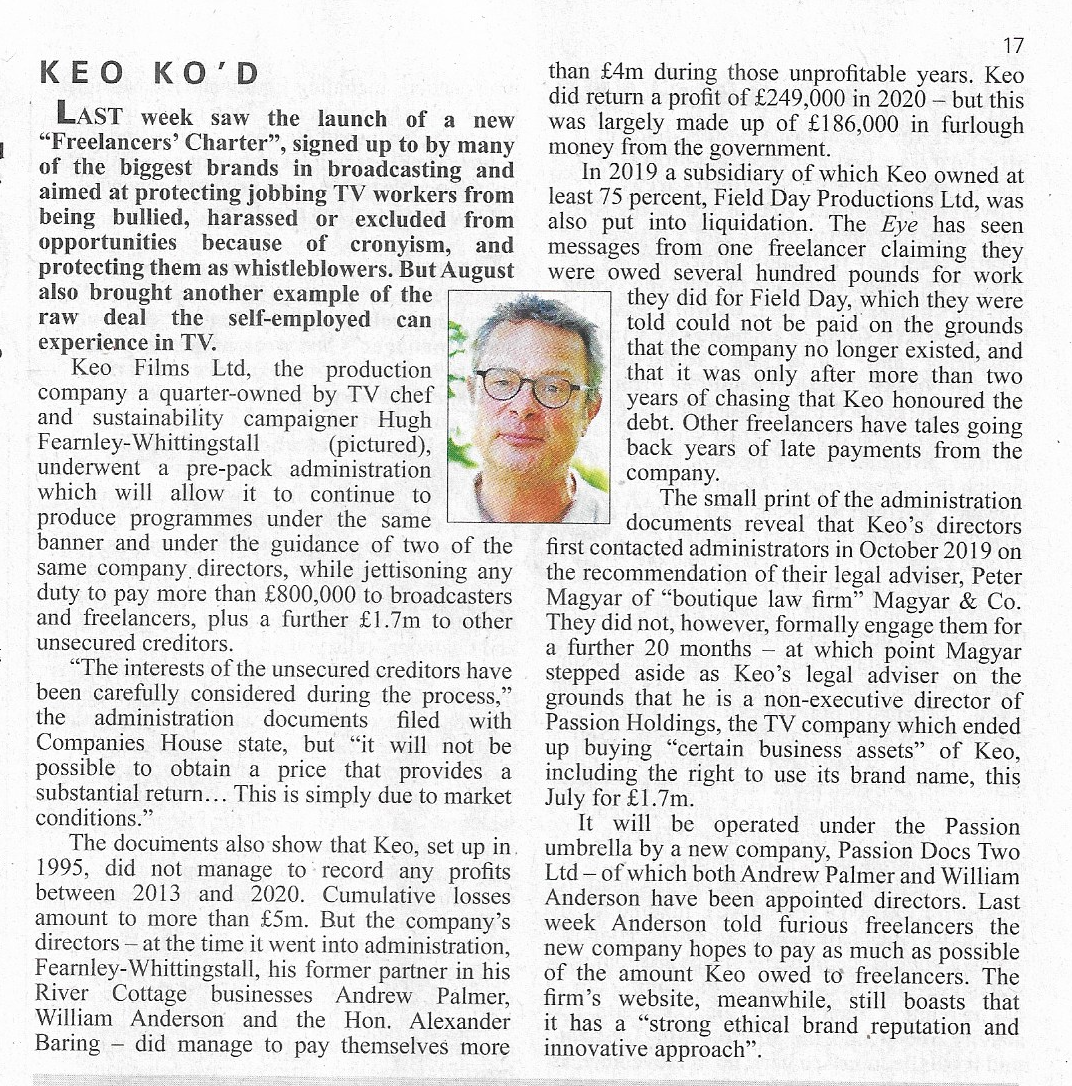 17
KEO KO'D
LAST week saw the launch of a new
“Freelancers’ Charter”, signed up to by many
of the biggest brands in broadcasting and
aimed at protecting jobbing TV workers from
being bullied, harassed or excluded from
opportunities because of cronyism, and
protecting them as whistleblowers. But August
also brought another example of the
raw deal the self-employed can
experience in TV.
Keo Films Ltd, the production
company a quarter-owned by TV chef
and sustainability campaigner Hugh
Fearnley-Whittingstall (pictured),
underwent a pre-pack administration
which will allow it to continue to
produce programmes under the same
banner and under the guidance of two of the
same company directors, while jettisoning any
duty to pay more than £800,000 to broadcasters
and freelancers, plus a further £1.7m to other
unsecured creditors.
“The interests of the unsecured creditors have
been carefully considered during the process,”
the administration documents filed with
Companies House state, but “it will not be
possible to obtain a price that provides a
substantial return... This is simply due to market
conditions.”
The documents also show that Keo, set up in
1995, did not manage to record any profits
between 2013 and 2020. Cumulative losses
amount to more than £5m. But the company’s
directors – at the time it went into administration,
Fearnley-Whittingstall, his former partner in his
River Cottage businesses Andrew Palmer,
William Anderson and the Hon. Alexander
Baring – did manage to pay themselves more
than £4m during those unprofitable years. Keo
did return a profit of £249,000 in 2020 – but this
was largely made up of £186,000 in furlough
money from the government.
In 2019 a subsidiary of which Keo owned at
least 75 percent, Field Day Productions Ltd, was
also put into liquidation. The Eye has seen
messages from one freelancer claiming they
were owed several hundred pounds for work
they did for Field Day, which they were
told could not be paid on the grounds
that the company no longer existed, and
that it was only after more than two
years of chasing that Keo honoured the
debt. Other freelancers have tales going
back years of late payments from the
company.
The small print of the administration
documents reveal that Keo’s directors
first contacted administrators in October 2019 on
the recommendation of their legal adviser, Peter
Magyar of “boutique law firm” Magyar & Co.
They did not, however, formally engage them for
a further 20 months – at which point Magyar
stepped aside as Keo’s legal adviser on the
grounds that he is a non-executive director of
Passion Holdings, the TV company which ended
up buying “certain business assets” of Keo,
including the right to use its brand name, this
July for £1.7m.
It will be operated under the Passion
umbrella by a new company, Passion Docs Two
Ltd – of which both Andrew Palmer and William
Anderson have been appointed directors. Last
week Anderson told furious freelancers the
new company hopes to pay as much as possible
of the amount Keo owed to freelancers. The
firm’s website, meanwhile, still boasts that
it has a “strong ethical brand reputation and
innovative approach”.